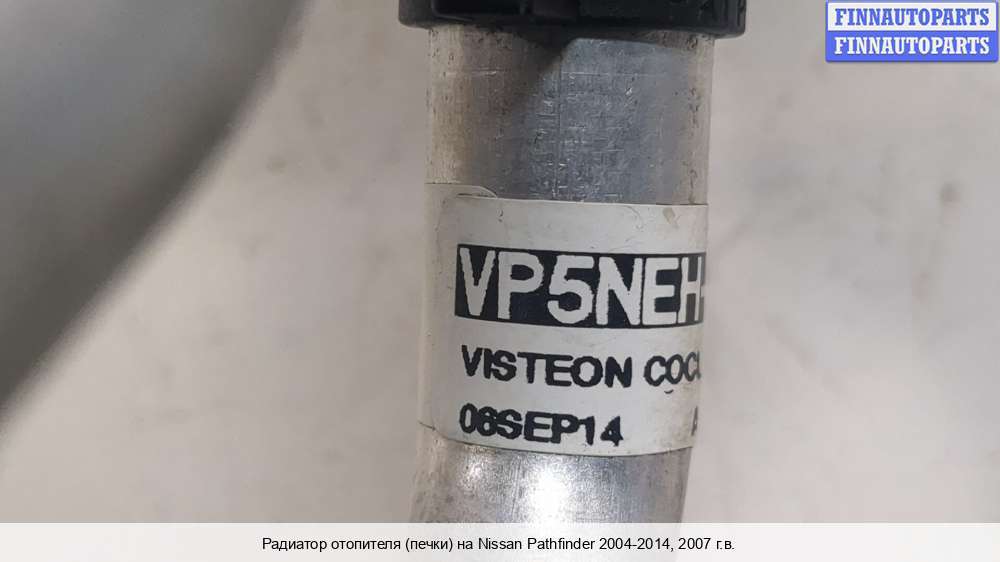 FINNAUTOPARTS
FINNAUTOPARTS
VP5NEH
VISTEON
06SEP14
Радиатор отопителя (печки) на Nissan Pathfinder 2004-2014, 2007 г.в.